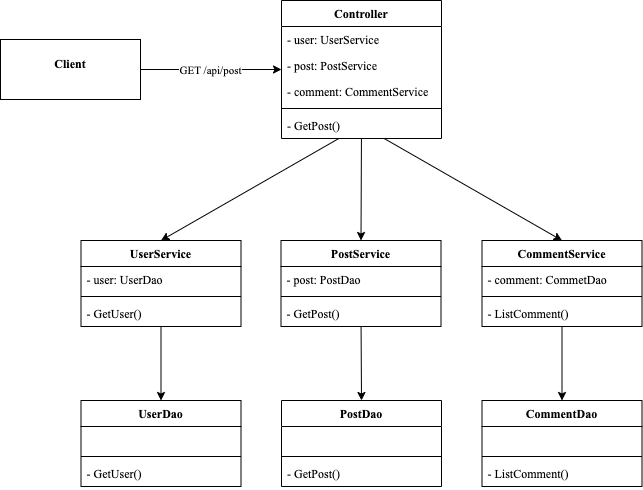 Controller
- user: UserService
- post: PostService
- comment: CommentService
- GetPost()
Client
GET /api/post
UserService
- user: UserDao
- GetUser()
PostService
- post: PostDao
- GetPost()
CommentService
- comment: CommetDao
- ListComment()
UserDao
- GetUser()
PostDao
- GetPost()
CommentDao
- ListComment()